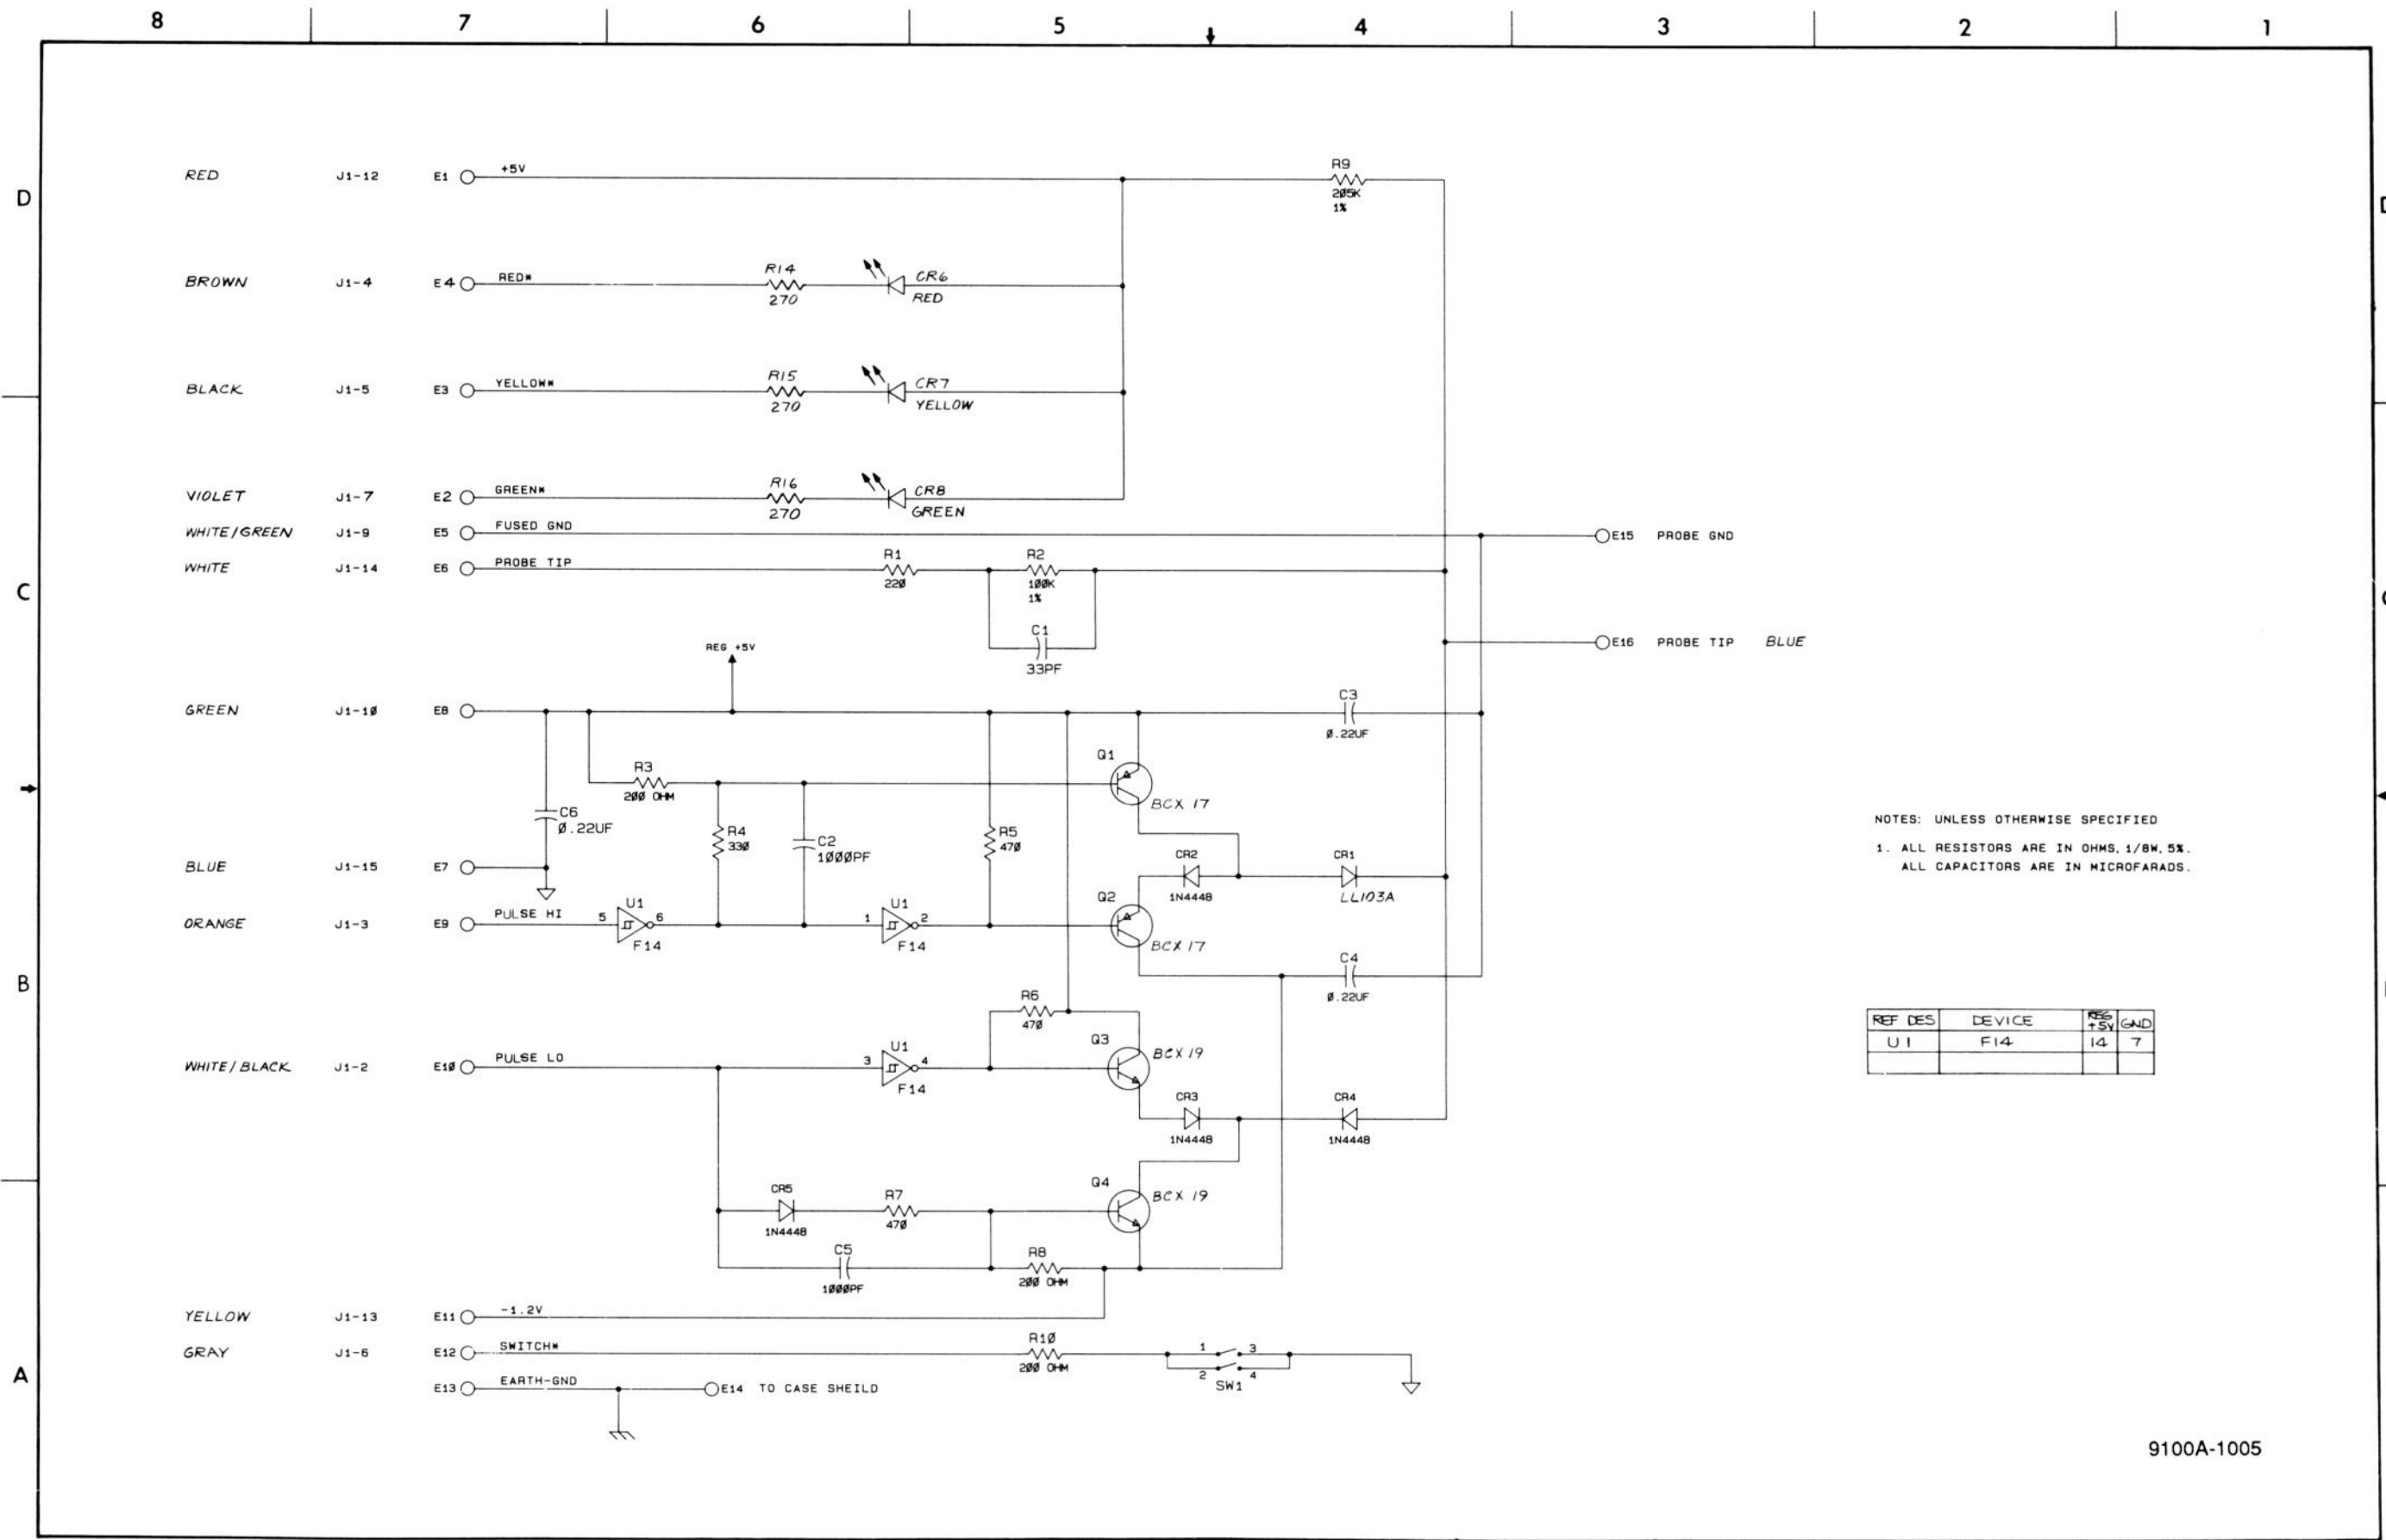 8 7 6 5 4 3 2 1
D
RED J1-12 E1 +5V
R9
205K
1%
BROWN J1-4 E4 RED*
R14
270
CR6
RED
BLACK J1-5 E3 YELLOW*
R15
270
CR7
YELLOW
VIOLET J1-7 E2 GREEN*
R16
270
CR8
GREEN
WHITE/GREEN J1-9 E5 FUSED GND
E15 PROBE GND
C
WHITE J1-14 E6 PROBE TIP
R1
220
R2
100K
1%
C1
33PF
E16 PROBE TIP BLUE
REG +5V
GREEN J1-10 E8
C3
0.22UF
R3
200 OHM
Q1
BCX 17
C6
0.22UF
R4
330
C2
1000PF
R5
470
NOTES: UNLESS OTHERWISE SPECIFIED
1. ALL RESISTORS ARE IN OHMS, 1/8W, 5%.
ALL CAPACITORS ARE IN MICROFARADS.
BLUE J1-15 E7
CR2
1N4448
CR1
LL103A
ORANGE J1-3 E9 PULSE HI
5 U1 6
F14
1 U1 2
F14
Q2
BCX 17
B
C4
0.22UF
R6
470
REF DES DEVICE REG +5V GND
U1 F14 14 7
WHITE/BLACK J1-2 E10 PULSE LO
3 U1 4
F14
Q3
BCX 19
CR3
1N4448
CR4
1N4448
CR5
1N4448
R7
470
Q4
BCX 19
C5
1000PF
R8
200 OHM
YELLOW J1-13 E11 -1.2V
GRAY J1-6 E12 SWITCH*
R10
200 OHM
1 3
2 4
SW1
A
E13 EARTH-GND
E14 TO CASE SHEILD
9100A-1005